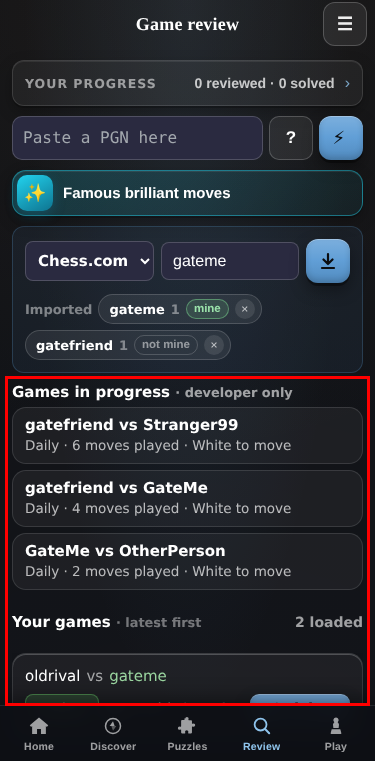 Game review
☰
YOUR PROGRESS 0 reviewed · 0 solved ›
Paste a PGN here ? ⚡
✨ Famous brilliant moves
Chess.com gateme
Imported gateme 1 mine ×
gatefriend 1 not mine ×
Games in progress · developer only
gatefriend vs Stranger99
Daily · 6 moves played · White to move
gatefriend vs GateMe
Daily · 4 moves played · White to move
GateMe vs OtherPerson
Daily · 2 moves played · White to move
Your games · latest first 2 loaded
oldrival vs gateme
Home Discover Puzzles Review Play